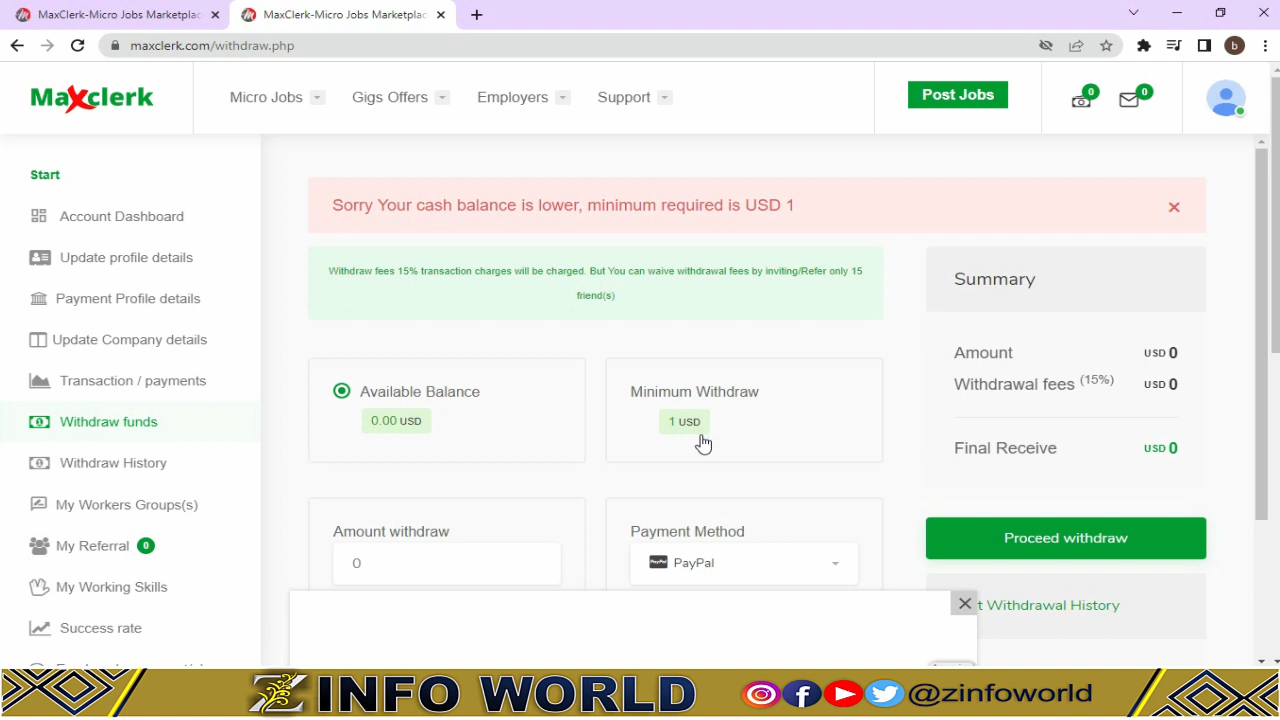 MaxClerk-Micro Jobs Marketplac
MaxClerk-Micro Jobs Marketplac
maxclerk.com/withdraw.php
b
Maxclerk
Micro Jobs
Gigs Offers
Employers
Support
Post Jobs
0
0
Start
Account Dashboard
Update profile details
Payment Profile details
Update Company details
Transaction / payments
Withdraw funds
Withdraw History
My Workers Groups(s)
My Referral 0
My Working Skills
Success rate
Sorry Your cash balance is lower, minimum required is USD 1
Withdraw fees 15% transaction charges will be charged. But You can waive withdrawal fees by inviting/Refer only 15
friend(s)
Available Balance
0.00 USD
Minimum Withdraw
1 USD
Amount withdraw
0
Payment Method
PayPal PayPal
Summary
Amount USD 0
Withdrawal fees (15%) USD 0
Final Receive USD 0
Proceed withdraw
t Withdrawal History
Z INFO WORLD
@zinfoworld